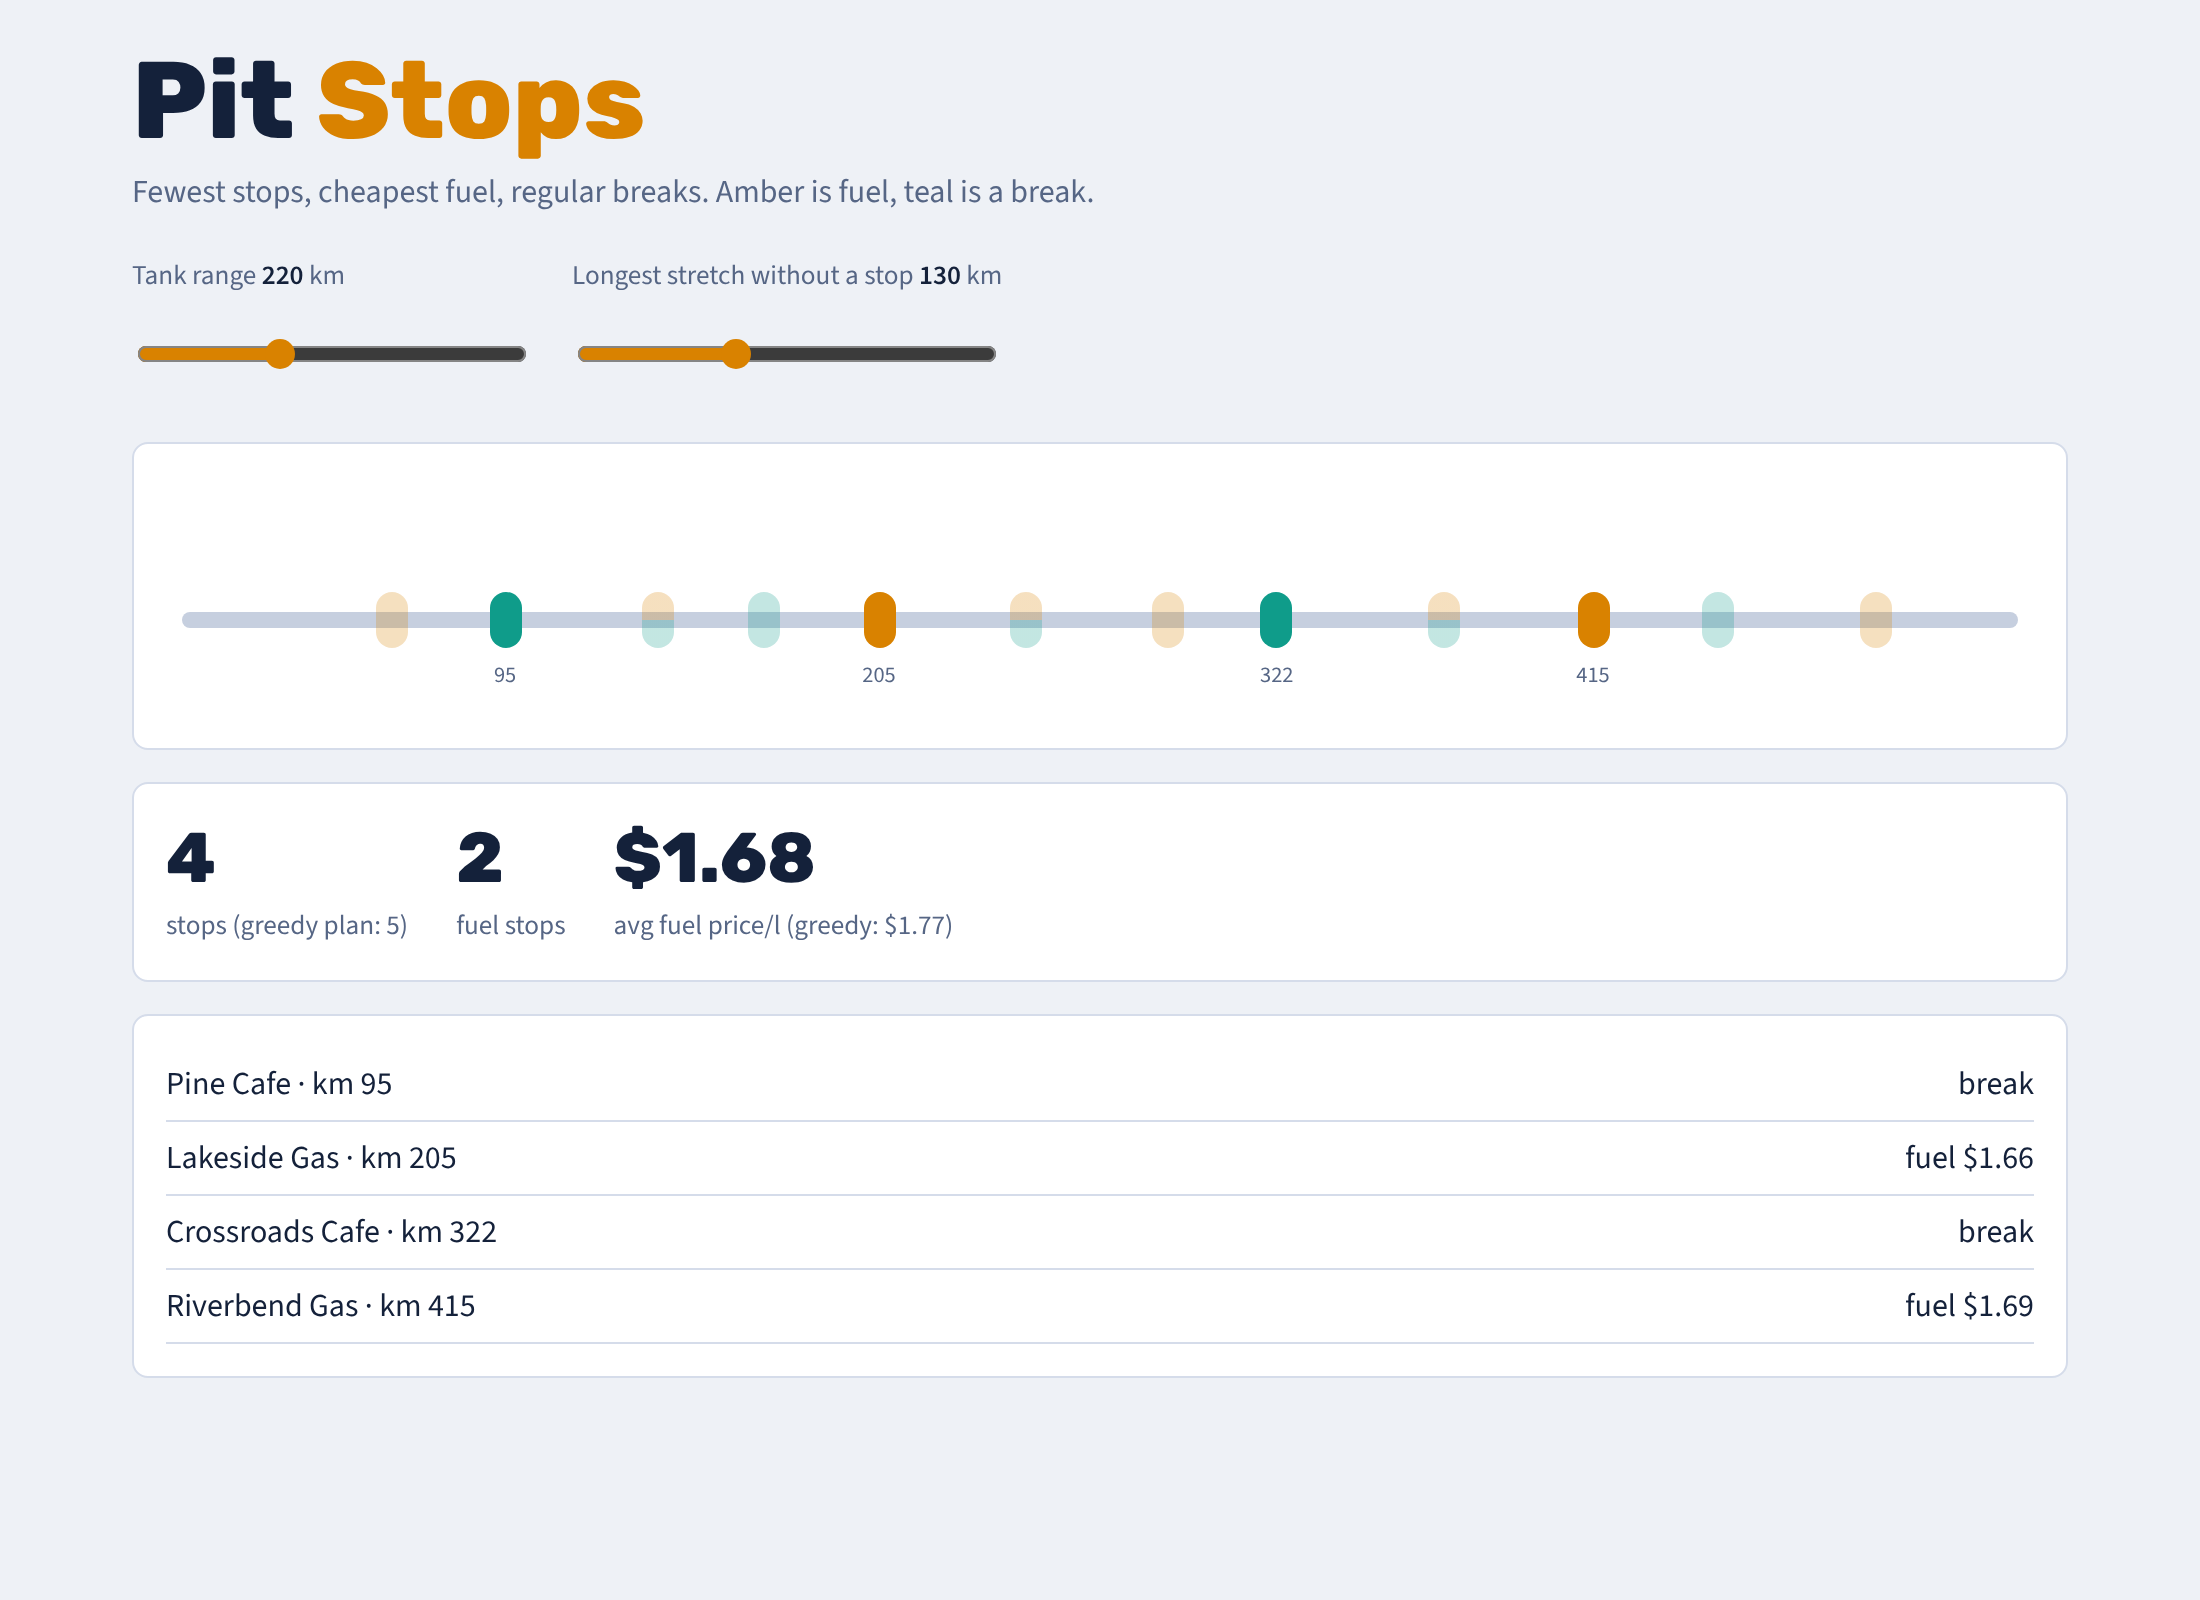 Pit Stops
Fewest stops, cheapest fuel, regular breaks. Amber is fuel, teal is a break.
Tank range 220 km
Longest stretch without a stop 130 km
95
205
322
415
4
stops (greedy plan: 5)
2
fuel stops
$1.68
avg fuel price/l (greedy: $1.77)
Pine Cafe · km 95
break
Lakeside Gas · km 205
fuel $1.66
Crossroads Cafe · km 322
break
Riverbend Gas · km 415
fuel $1.69